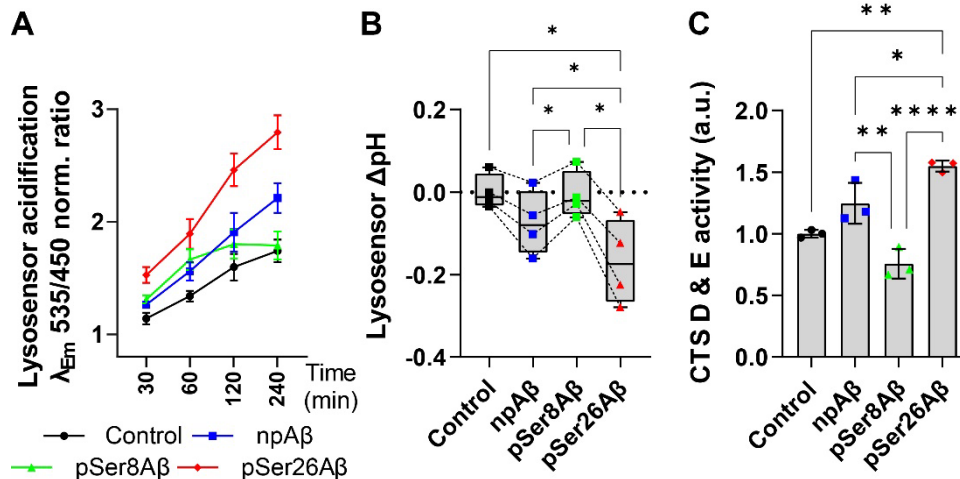 A
Lysosensor acidification
λEm 535/450 norm. ratio
3
2
1
30
60
120
240
Time
(min)
Control
npAβ
pSer8Aβ
pSer26Aβ
B
*
*
*
*
Lysosensor ΔpH
0.2
0.0
-0.2
-0.4
Control
npAβ
pSer8Aβ
pSer26Aβ
C
**
*
**
****
CTS D & E activity (a.u.)
2.0
1.5
1.0
0.5
0.0
Control
npAβ
pSer8Aβ
pSer26Aβ